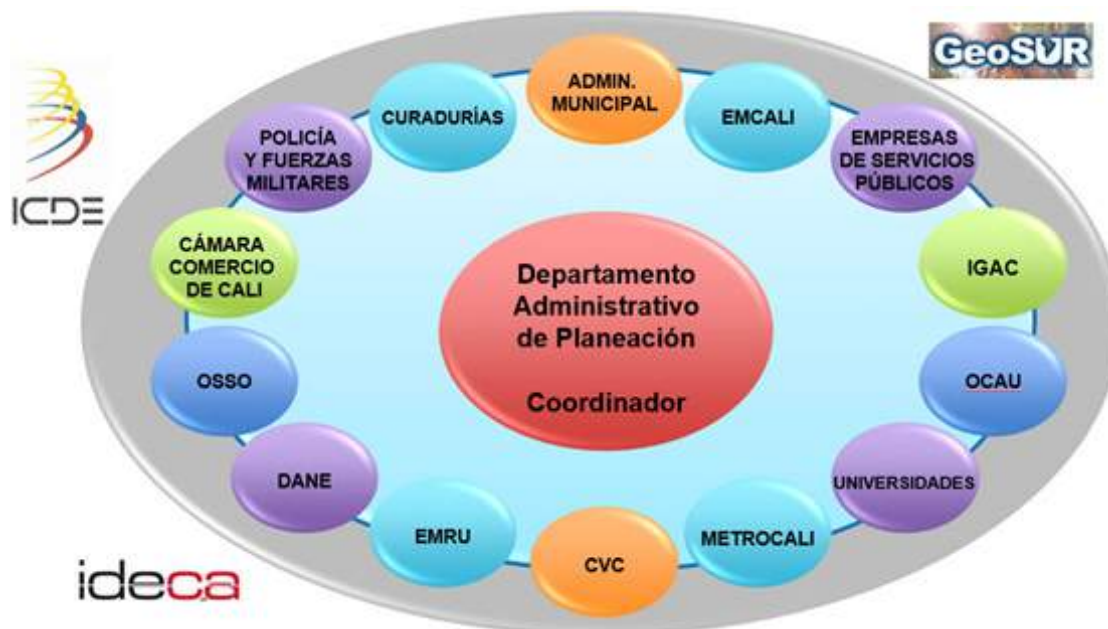 GeoSUR
ICDE
ADMIN.
MUNICIPAL
EMCALI
EMPRESAS
DE SERVICIOS
PÚBLICOS
IGAC
OCAU
UNIVERSIDADES
METROCALI
CVC
EMRU
DANE
OSSO
CÁMARA
COMERCIO
DE CALI
POLICÍA
Y FUERZAS
MILITARES
CURADURÍAS
Departamento
Administrativo
de Planeación
Coordinador
ideca